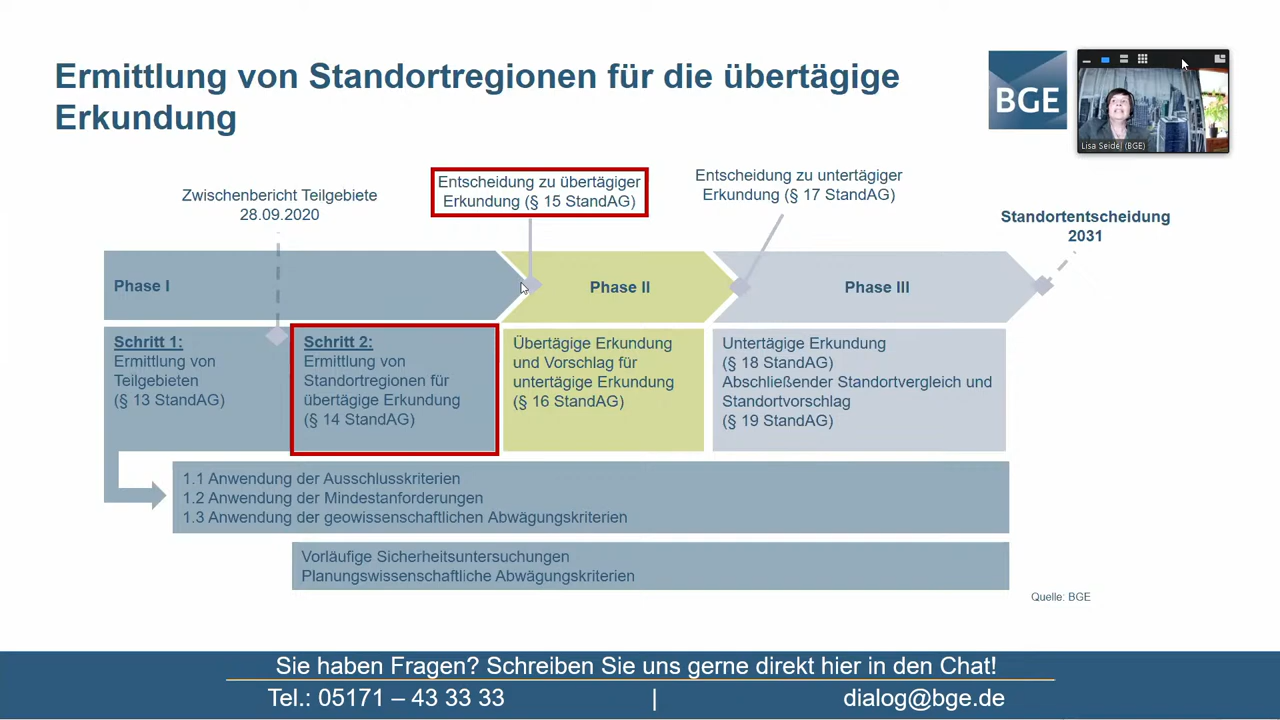 Ermittlung von Standortregionen für die übertägige
Erkundung
BGE
Lisa Seidel (BGE)
Zwischenbericht Teilgebiete
28.09.2020
Entscheidung zu übertägiger
Erkundung (§ 15 StandAG)
Entscheidung zu untertägiger
Erkundung (§ 17 StandAG)
Standortentscheidung
2031
Phase I
Phase II
Phase III
Schritt 1:
Ermittlung von
Teilgebieten
(§ 13 StandAG)
Schritt 2:
Ermittlung von
Standortregionen für
übertägige Erkundung
(§ 14 StandAG)
Übertägige Erkundung
und Vorschlag für
untertägige Erkundung
(§ 16 StandAG)
Untertägige Erkundung
(§ 18 StandAG)
Abschließender Standortvergleich und
Standortvorschlag
(§ 19 StandAG)
1.1 Anwendung der Ausschlusskriterien
1.2 Anwendung der Mindestanforderungen
1.3 Anwendung der geowissenschaftlichen Abwägungskriterien
Vorläufige Sicherheitsuntersuchungen
Planungswissenschaftliche Abwägungskriterien
Quelle: BGE
Sie haben Fragen? Schreiben Sie uns gerne direkt hier in den Chat!
Tel.: 05171 – 43 33 33 | dialog@bge.de